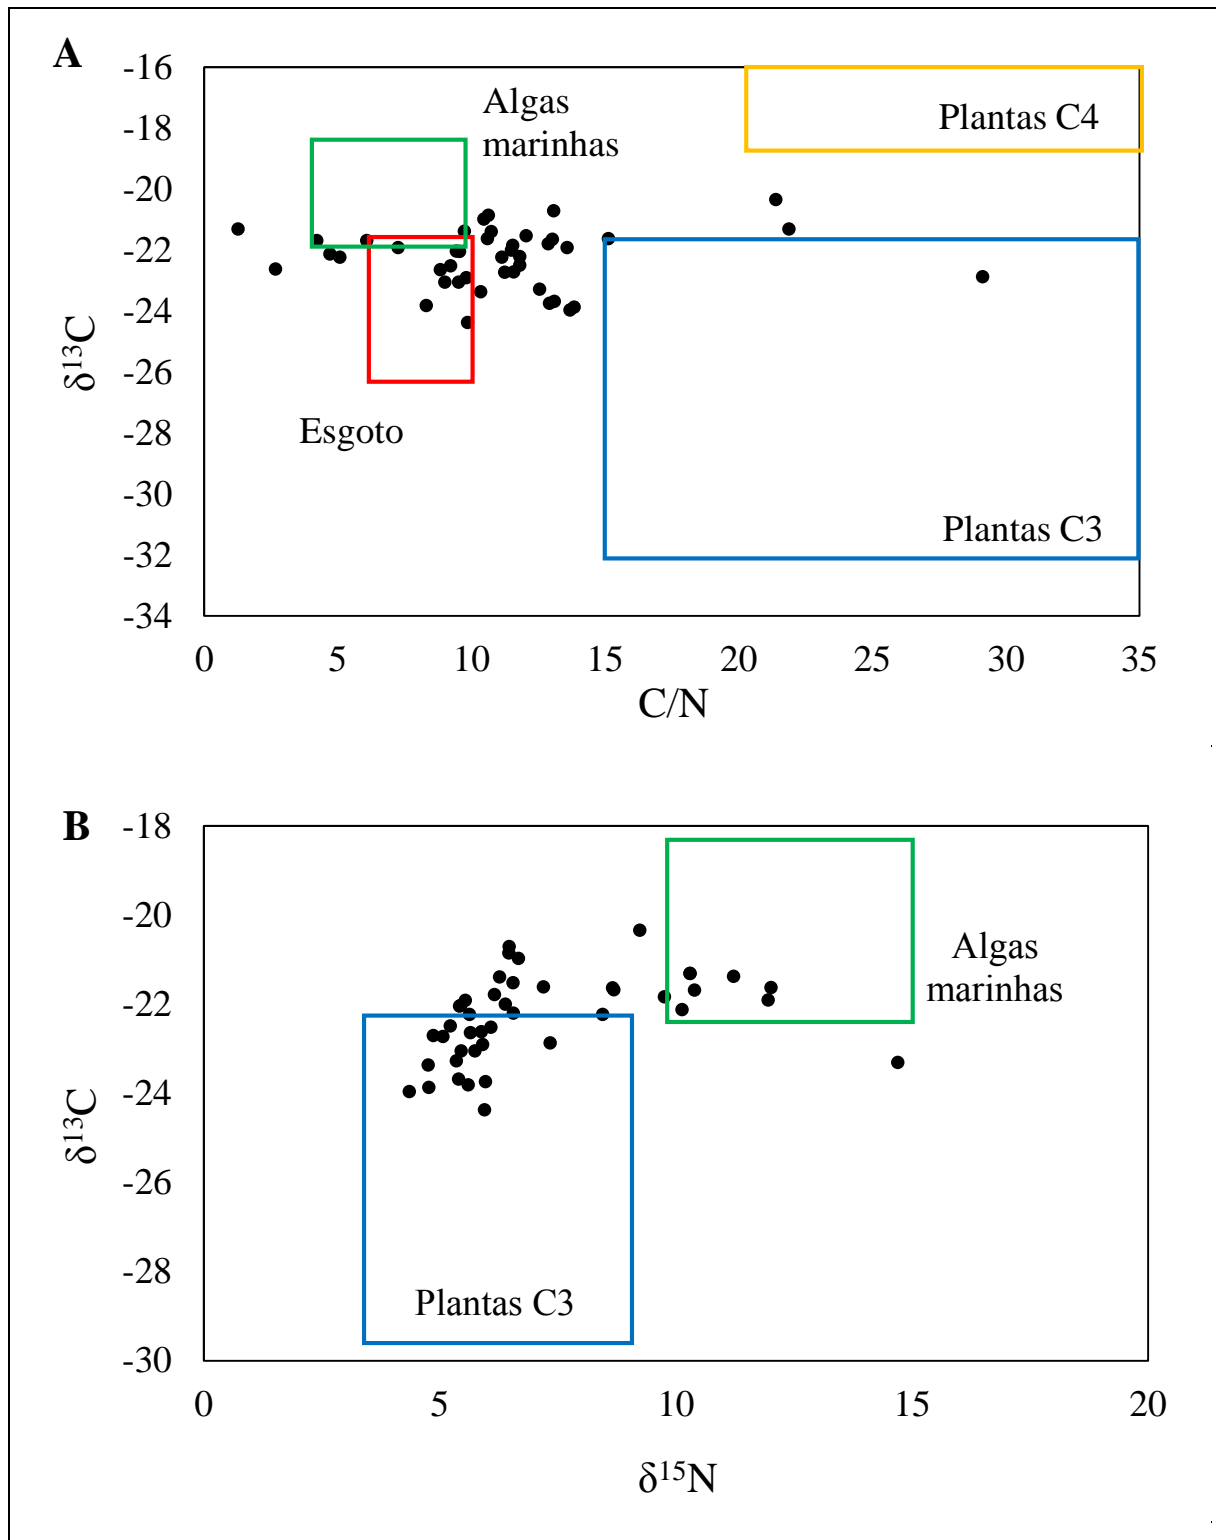 A
-16
-18
-20
-22
-24
-26
-28
-30
-32
-34
δ¹³C
Algas
marinhas
Plantas C4
Esgoto
Plantas C3
0 5 10 15 20 25 30 35
C/N
B
-18
-20
-22
-24
-26
-28
-30
δ¹³C
Algas
marinhas
Plantas C3
0 5 10 15 20
δ¹⁵N